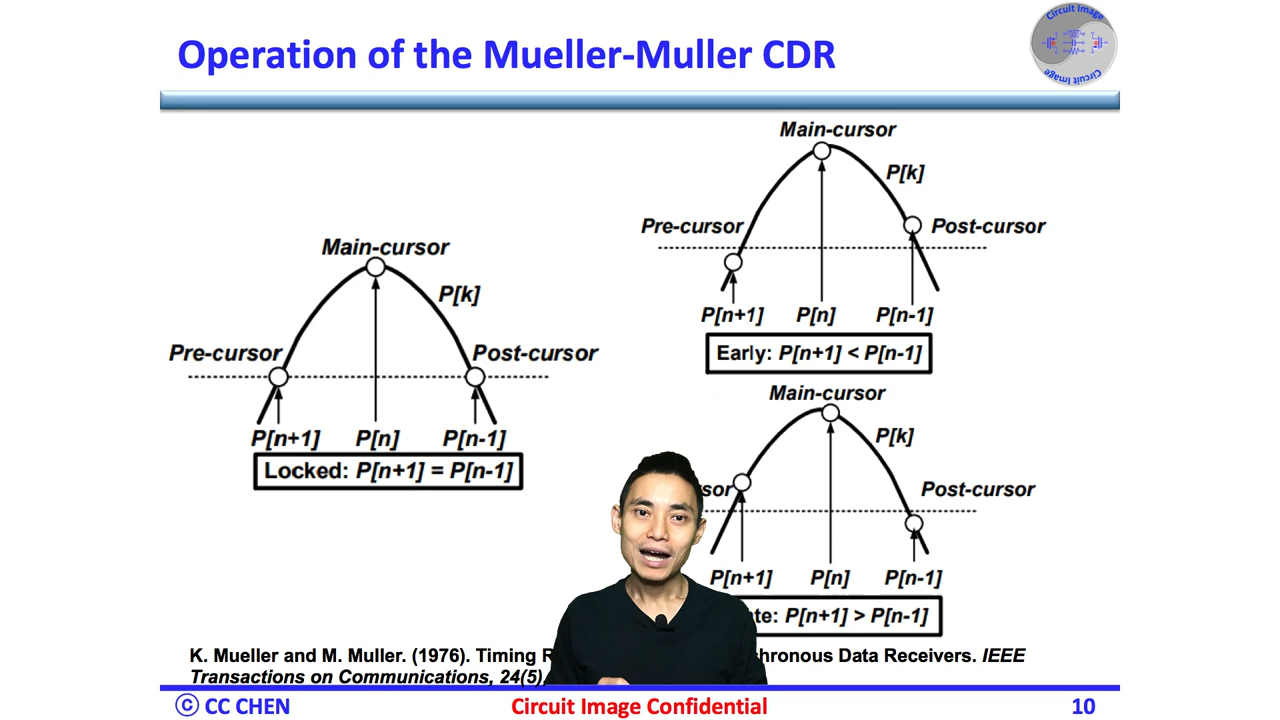 Operation of the Mueller-Muller CDR
Circuit Image
Circuit Image
Main-cursor
P[k]
Pre-cursor
Post-cursor
P[n+1] P[n] P[n-1]
Locked: P[n+1] = P[n-1]
Main-cursor
P[k]
Pre-cursor
Post-cursor
P[n+1] P[n] P[n-1]
Early: P[n+1] < P[n-1]
Main-cursor
P[k]
Post-cursor
P[n+1] P[n] P[n-1]
P[n+1] > P[n-1]
K. Mueller and M. Muller. (1976). Timing Data Receivers. IEEE
Transactions on Communications, 24(5)
© CC CHEN
Circuit Image Confidential
10